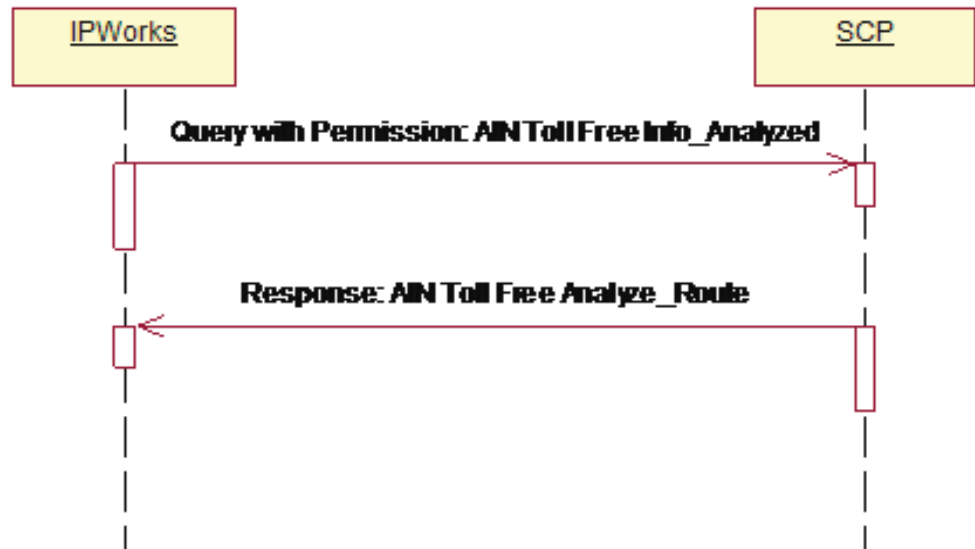 IPWorks
SCP
Query with Permission: AIN Toll Free Info_Analyzed
Response: AIN Toll Free Analyze_Route